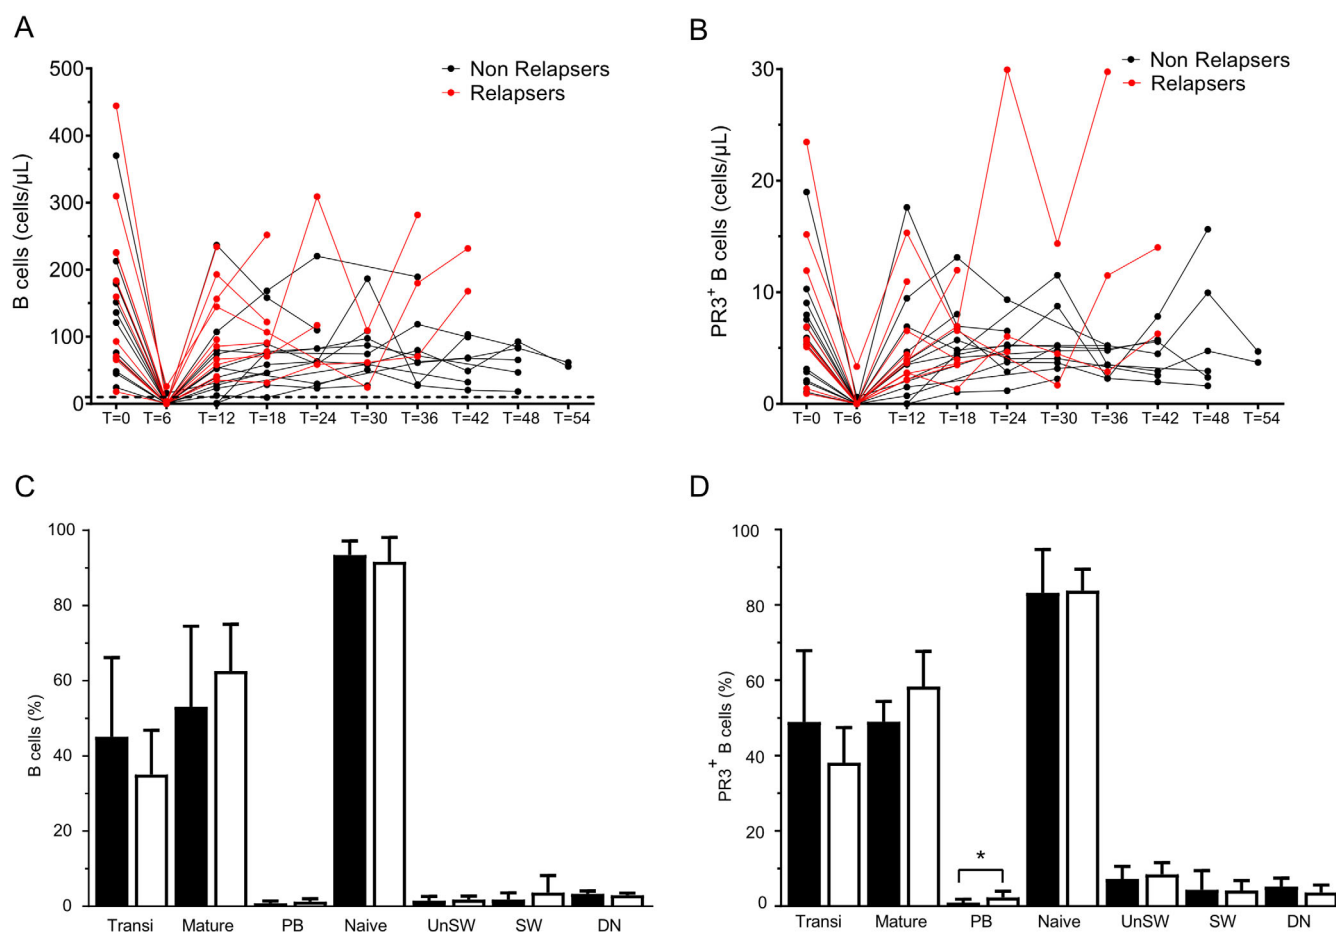 A
B cells (cells/µL)
500
400
300
200
100
0
Non Relapsers
Relapsers
T=0 T=6 T=12 T=18 T=24 T=30 T=36 T=42 T=48 T=54
B
PR3+ B cells (cells/µL)
30
20
10
0
Non Relapsers
Relapsers
T=0 T=6 T=12 T=18 T=24 T=30 T=36 T=42 T=48 T=54
C
B cells (%)
100
80
60
40
20
0
Transi Mature PB Naive UnSW SW DN
D
PR3+ B cells (%)
100
80
60
40
20
0
*
Transi Mature PB Naive UnSW SW DN